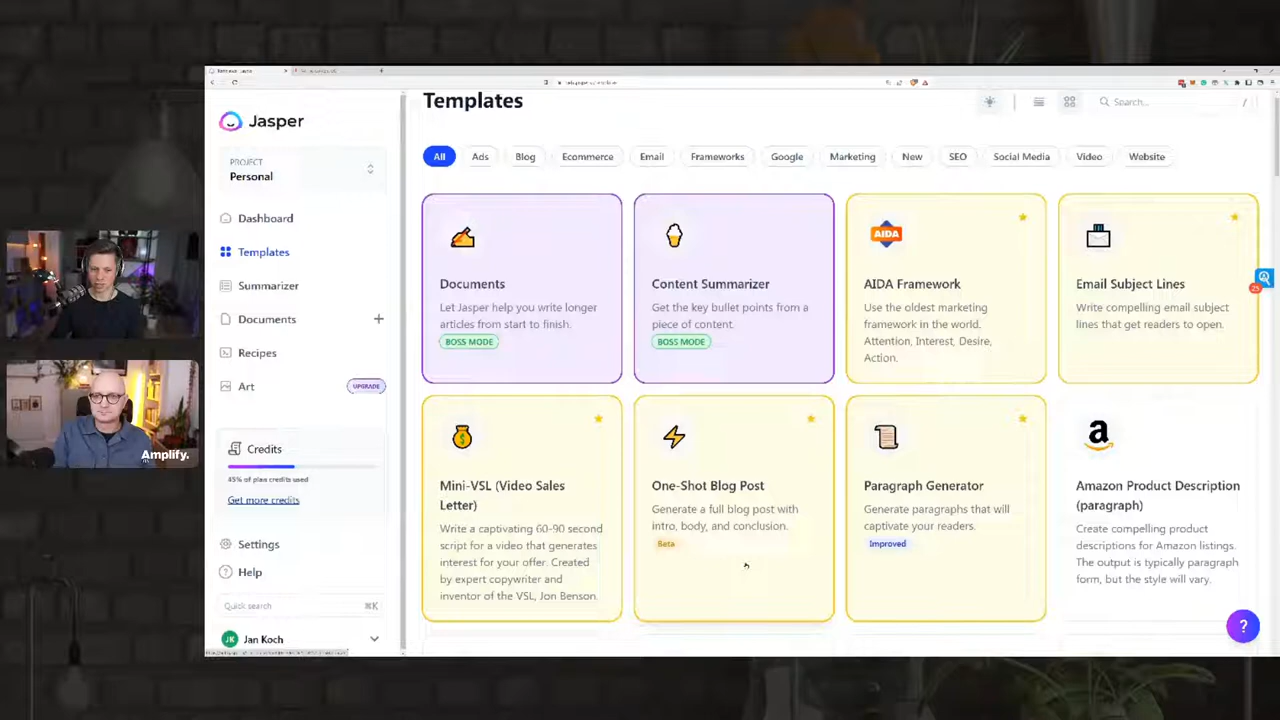 Jasper
PROJECT
Personal
Dashboard
Templates
Summarizer
Documents
Recipes
Art
UPGRADE
Credits
45% of plan credits used
Get more credits
Settings
Help
Quick search
⌘K
JK
Jan Koch
Templates
Search...
/
All
Ads
Blog
Ecommerce
Email
Frameworks
Google
Marketing
New
SEO
Social Media
Video
Website
Documents
Let Jasper help you write longer
articles from start to finish.
BOSS MODE
Content Summarizer
Get the key bullet points from a
piece of content.
BOSS MODE
AIDA
AIDA Framework
Use the oldest marketing
framework in the world.
Attention, Interest, Desire,
Action.
Email Subject Lines
Write compelling email subject
lines that get readers to open.
Mini-VSL (Video Sales
Letter)
Write a captivating 60-90 second
script for a video that generates
interest for your offer. Created
by expert copywriter and
inventor of the VSL, Jon Benson.
One-Shot Blog Post
Generate a full blog post with
intro, body, and conclusion.
Beta
Paragraph Generator
Generate paragraphs that will
captivate your readers.
Improved
a
Amazon Product Description
(paragraph)
Create compelling product
descriptions for Amazon listings.
The output is typically paragraph
form, but the style will vary.
25
?
Amplify.